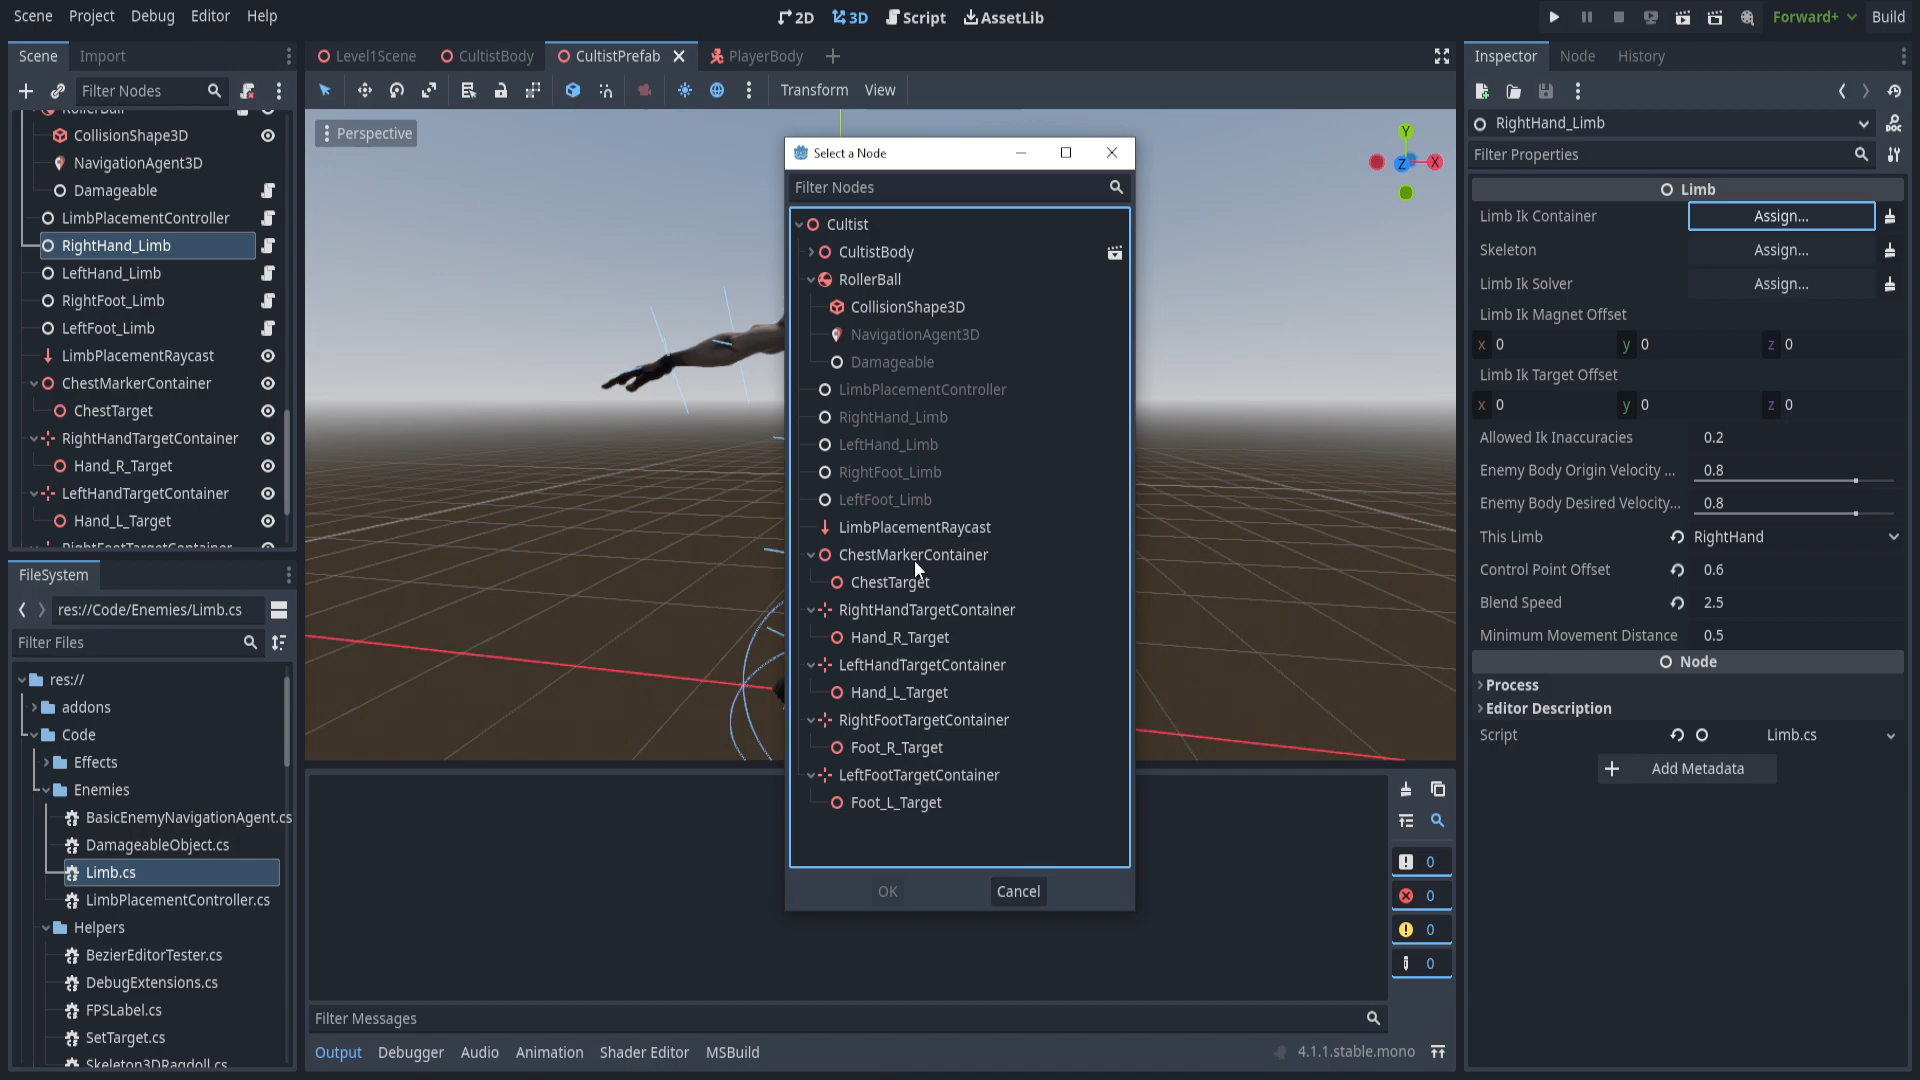 Scene Project Debug Editor Help
2D 3D Script AssetLib
Forward+ Build
Scene Import
Filter Nodes
RollerBall
CollisionShape3D
NavigationAgent3D
Damageable
LimbPlacementController
RightHand_Limb
LeftHand_Limb
RightFoot_Limb
LeftFoot_Limb
LimbPlacementRaycast
ChestMarkerContainer
ChestTarget
RightHandTargetContainer
Hand_R_Target
LeftHandTargetContainer
Hand_L_Target
RightFootTargetContainer
FileSystem
res://Code/Enemies/Limb.cs
Filter Files
res://
addons
Code
Effects
Enemies
BasicEnemyNavigationAgent.cs
DamageableObject.cs
Limb.cs
LimbPlacementController.cs
Helpers
BezierEditorTester.cs
DebugExtensions.cs
FPSLabel.cs
SetTarget.cs
Skeleton3DRagdoll.cs
Level1Scene CultistBody CultistPrefab PlayerBody
Transform View
Perspective
Y
Z X
Select a Node
Filter Nodes
Cultist
CultistBody
RollerBall
CollisionShape3D
NavigationAgent3D
Damageable
LimbPlacementController
RightHand_Limb
LeftHand_Limb
RightFoot_Limb
LeftFoot_Limb
LimbPlacementRaycast
ChestMarkerContainer
ChestTarget
RightHandTargetContainer
Hand_R_Target
LeftHandTargetContainer
Hand_L_Target
RightFootTargetContainer
Foot_R_Target
LeftFootTargetContainer
Foot_L_Target
OK Cancel
0
0
0
0
Filter Messages
Output Debugger Audio Animation Shader Editor MSBuild
4.1.1.stable.mono
Inspector Node History
RightHand_Limb
Filter Properties
Limb
Limb Ik Container Assign...
Skeleton Assign...
Limb Ik Solver Assign...
Limb Ik Magnet Offset
x 0 y 0 z 0
Limb Ik Target Offset
x 0 y 0 z 0
Allowed Ik Inaccuracies 0.2
Enemy Body Origin Velocity ... 0.8
Enemy Body Desired Velocity... 0.8
This Limb RightHand
Control Point Offset 0.6
Blend Speed 2.5
Minimum Movement Distance 0.5
Node
Process
Editor Description
Script Limb.cs
Add Metadata